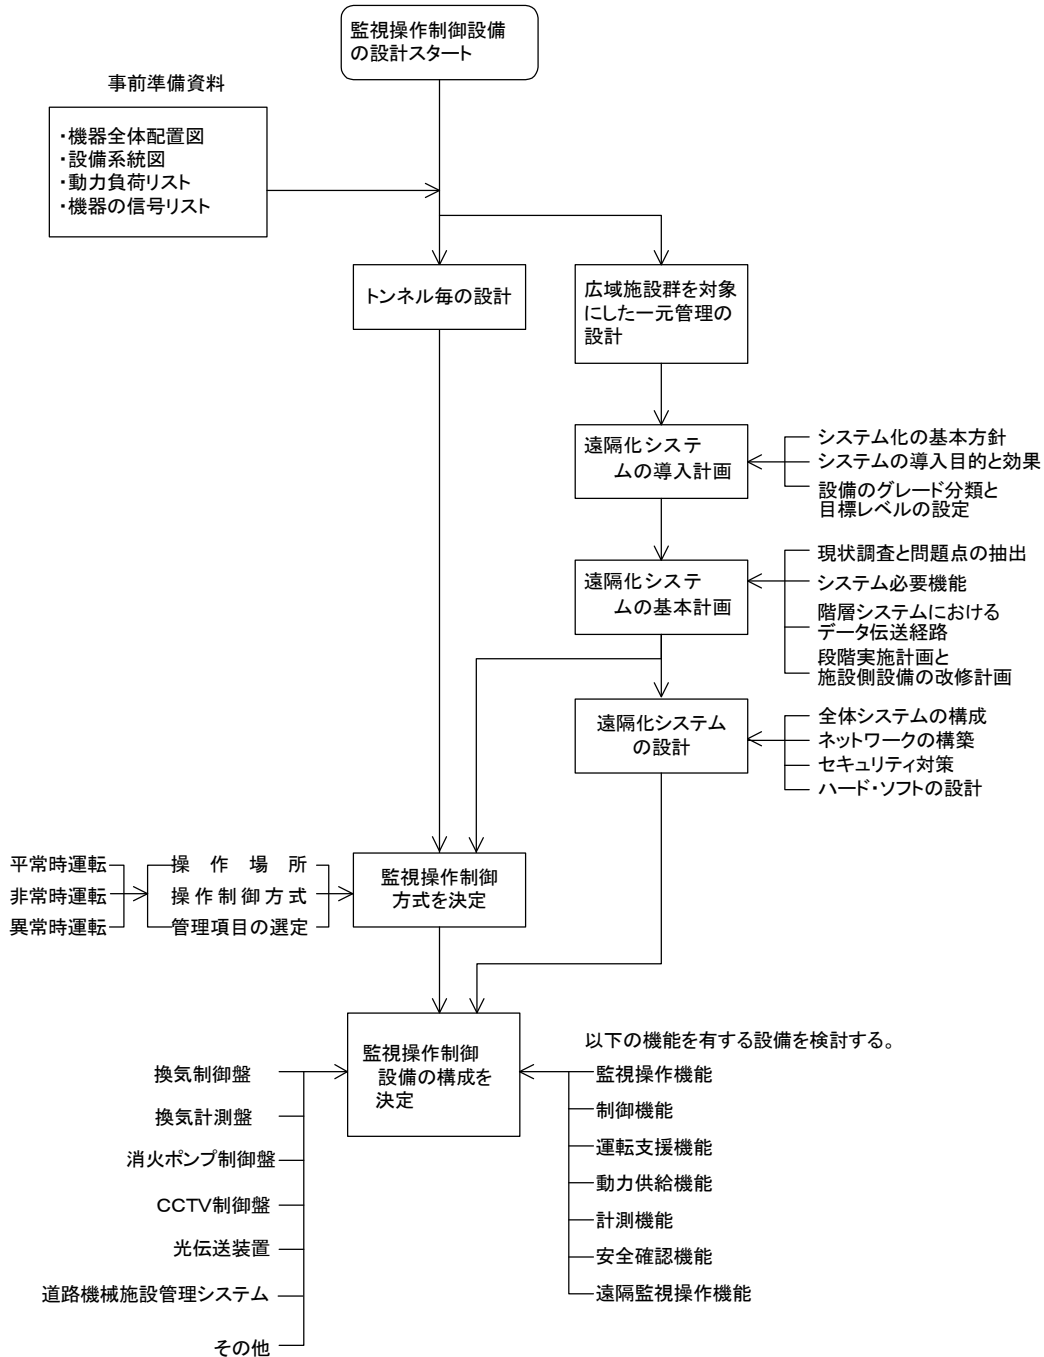 監視操作制御設備
の設計スタート
事前準備資料
・機器全体配置図
・設備系統図
・動力負荷リスト
・機器の信号リスト
トンネル毎の設計
広域施設群を対象
にした一元管理の
設計
遠隔化システ
ムの導入計画
システム化の基本方針
システムの導入目的と効果
設備のグレード分類と
目標レベルの設定
遠隔化システ
ムの基本計画
現状調査と問題点の抽出
システム必要機能
階層システムにおける
データ伝送経路
段階実施計画と
施設側設備の改修計画
遠隔化システム
の設計
全体システムの構成
ネットワークの構築
セキュリティ対策
ハード・ソフトの設計
平常時運転
非常時運転
異常時運転
操作場所
操作制御方式
管理項目の選定
監視操作制御
方式を決定
監視操作制御
設備の構成を
決定
換気制御盤
換気計測盤
消火ポンプ制御盤
CCTV制御盤
光伝送装置
道路機械施設管理システム
その他
以下の機能を有する設備を検討する。
監視操作機能
制御機能
運転支援機能
動力供給機能
計測機能
安全確認機能
遠隔監視操作機能